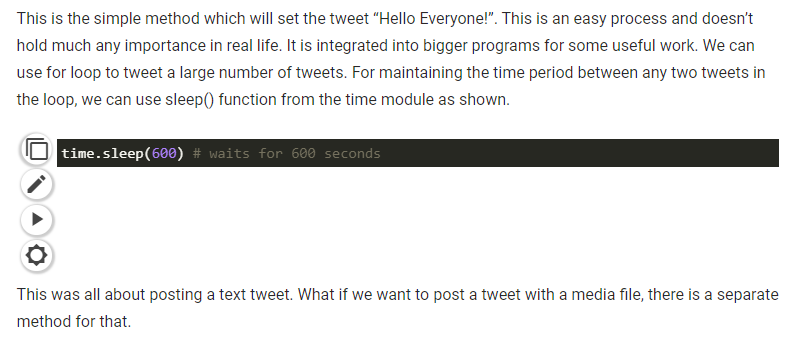 This is the simple method which will set the tweet “Hello Everyone!”. This is an easy process and doesn’t
hold much any importance in real life. It is integrated into bigger programs for some useful work. We can
use for loop to tweet a large number of tweets. For maintaining the time period between any two tweets in
the loop, we can use sleep() function from the time module as shown.
time.sleep(600) # waits for 600 seconds
This was all about posting a text tweet. What if we want to post a tweet with a media file, there is a separate
method for that.